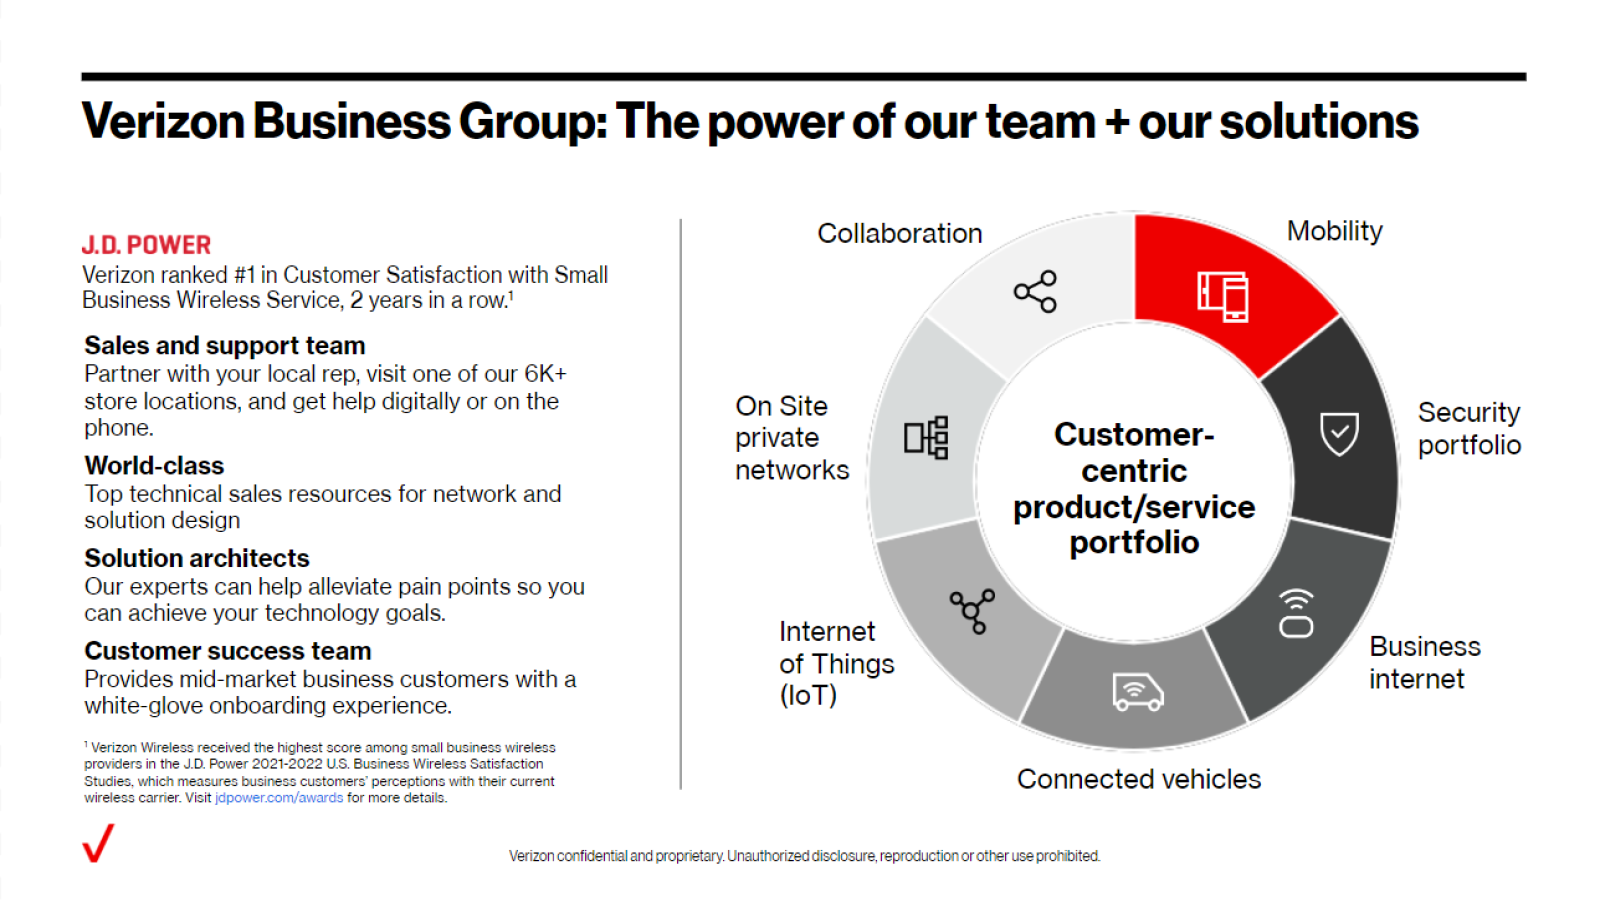 Verizon Business Group: The power of our team + our solutions
J.D. POWER
Verizon ranked #1 in Customer Satisfaction with Small
Business Wireless Service, 2 years in a row.¹
Sales and support team
Partner with your local rep, visit one of our 6K+
store locations, and get help digitally or on the
phone.
World-class
Top technical sales resources for network and
solution design
Solution architects
Our experts can help alleviate pain points so you
can achieve your technology goals.
Customer success team
Provides mid-market business customers with a
white-glove onboarding experience.
¹ Verizon Wireless received the highest score among small business wireless
providers in the J.D. Power 2021-2022 U.S. Business Wireless Satisfaction
Studies, which measures business customers' perceptions with their current
wireless carrier. Visit jdpower.com/awards for more details.
Collaboration
Mobility
On Site
private
networks
Security
portfolio
Customer-
centric
product/service
portfolio
Internet
of Things
(IoT)
Business
internet
Connected vehicles
Verizon confidential and proprietary. Unauthorized disclosure, reproduction or other use prohibited.